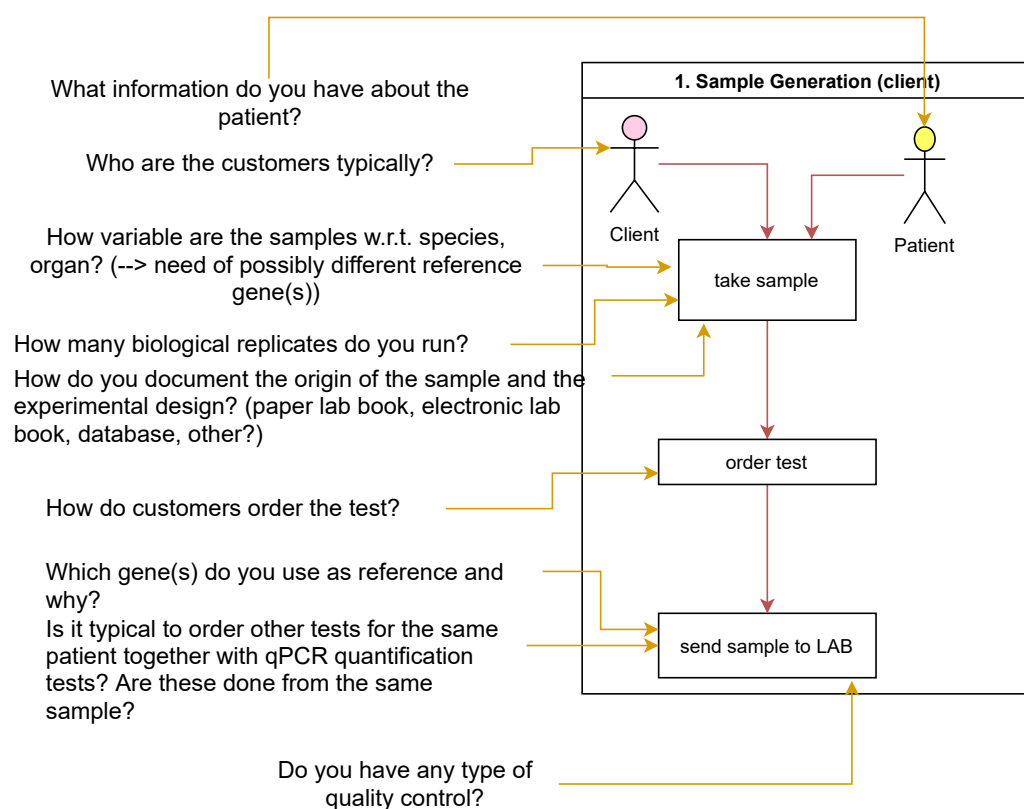 What information do you have about the
patient?
1. Sample Generation (client)
Who are the customers typically?
Client
Patient
How variable are the samples w.r.t. species,
organ? (--> need of possibly different reference
gene(s))
take sample
How many biological replicates do you run?
How do you document the origin of the sample and the
experimental design? (paper lab book, electronic lab
book, database, other?)
order test
How do customers order the test?
Which gene(s) do you use as reference and
why?
Is it typical to order other tests for the same
patient together with qPCR quantification
tests? Are these done from the same
sample?
send sample to LAB
Do you have any type of
quality control?